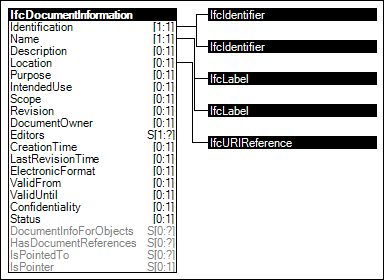 IfcDocumentInformation
Identification [1:1]
Name [1:1]
Description [0:1]
Location [0:1]
Purpose [0:1]
IntendedUse [0:1]
Scope [0:1]
Revision [0:1]
DocumentOwner [0:1]
Editors S[1:?]
CreationTime [0:1]
LastRevisionTime [0:1]
ElectronicFormat [0:1]
ValidFrom [0:1]
ValidUntil [0:1]
Confidentiality [0:1]
Status [0:1]
DocumentInfoForObjects S[0:?]
HasDocumentReferences S[0:?]
IsPointedTo S[0:?]
IsPointer S[0:1]
IfcIdentifier
IfcIdentifier
IfcLabel
IfcLabel
IfcURIReference